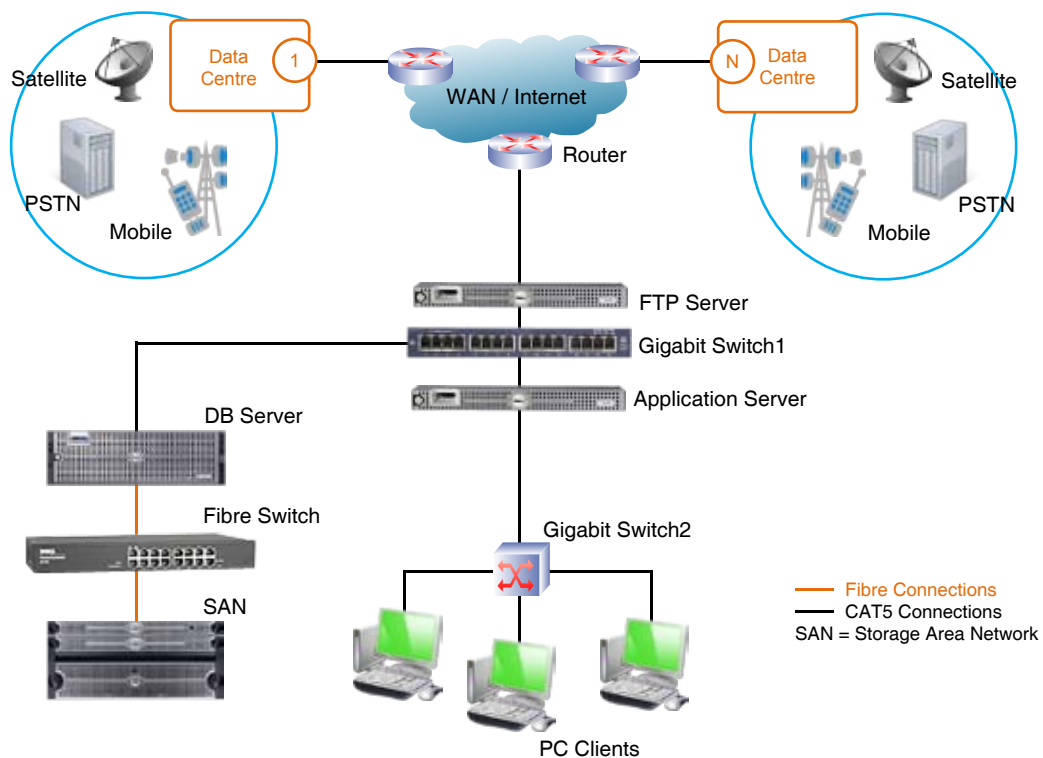 Data
Centre
1
Satellite
PSTN
Mobile
WAN / Internet
Router
N
Data
Centre
Satellite
PSTN
Mobile
FTP Server
Gigabit Switch1
Application Server
DB Server
Fibre Switch
SAN
Gigabit Switch2
PC Clients
Fibre Connections
CAT5 Connections
SAN = Storage Area Network